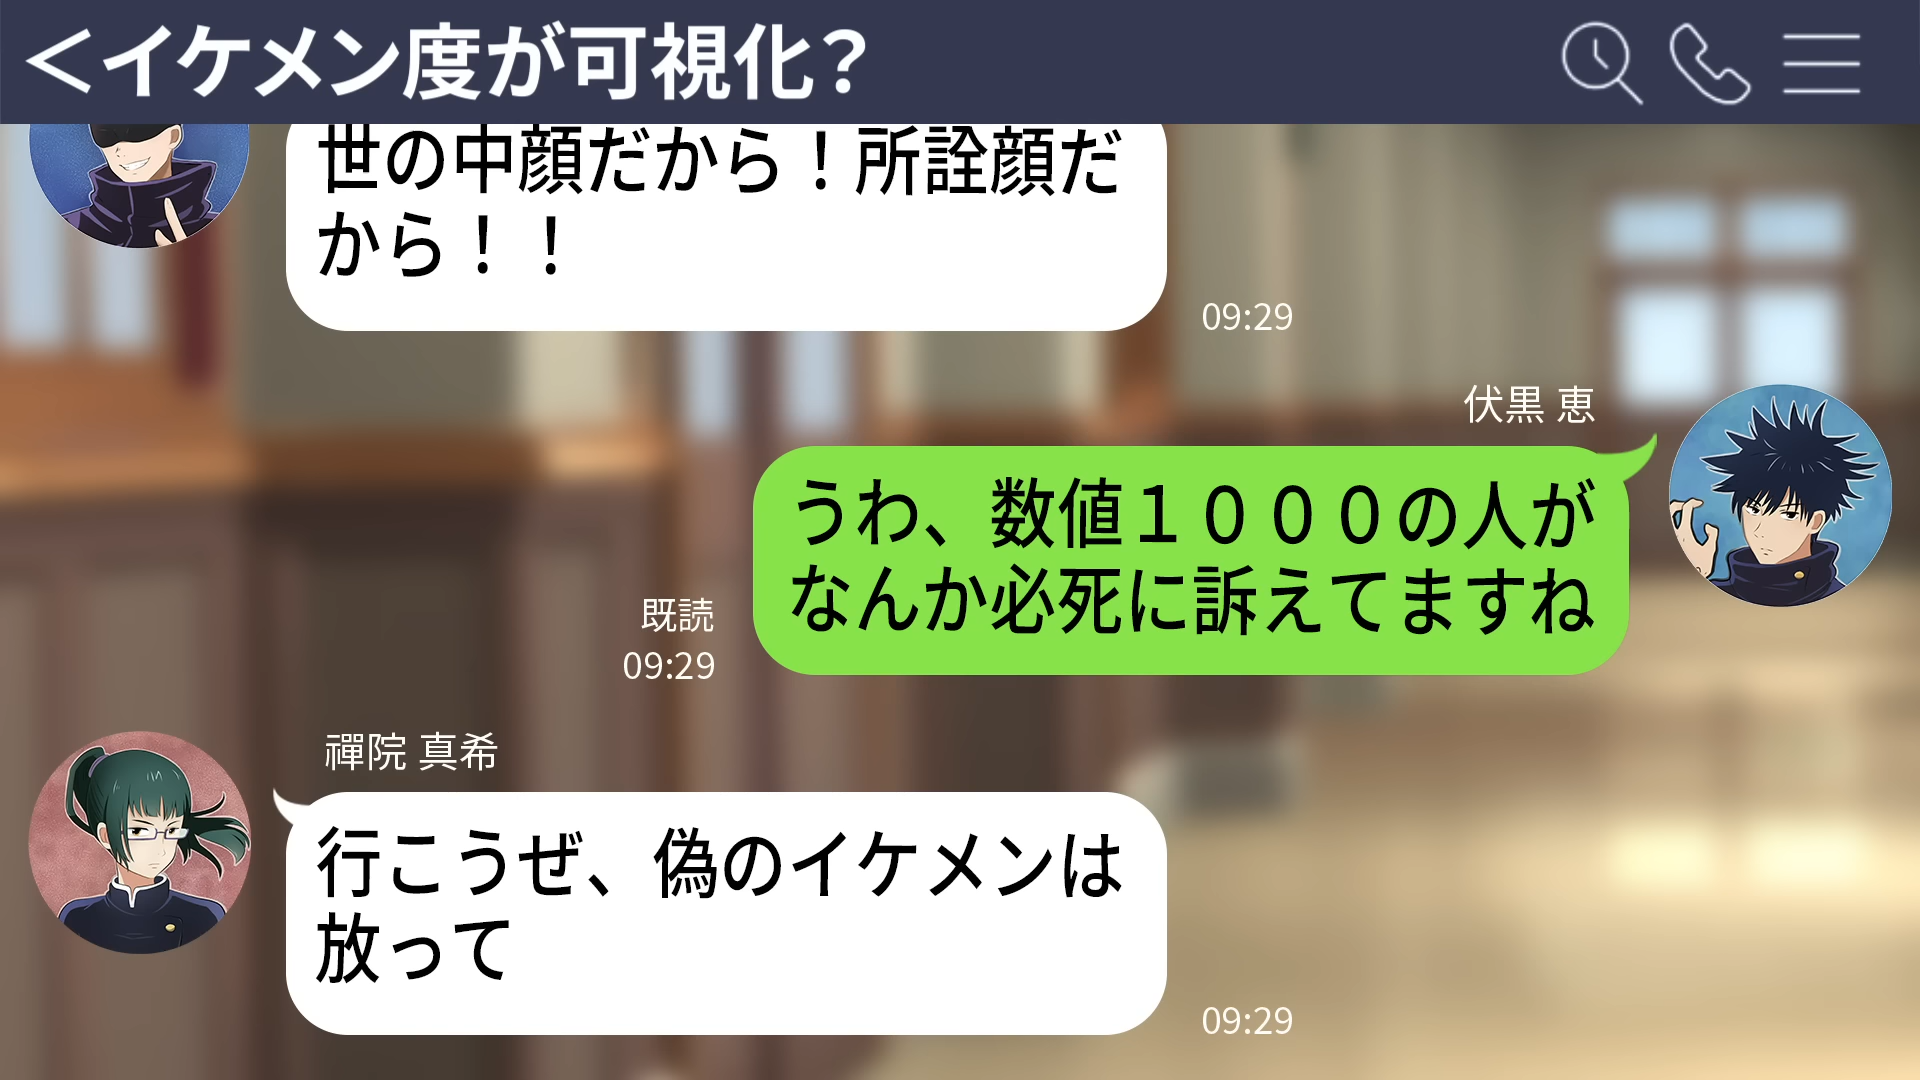 ＜イケメン度が可視化？
世の中顔だから！所詮顔だ
から！！
09:29
伏黒 恵
うわ、数値１０００の人が
なんか必死に訴えてますね
既読
09:29
禪院 真希
行こうぜ、偽のイケメンは
放って
09:29